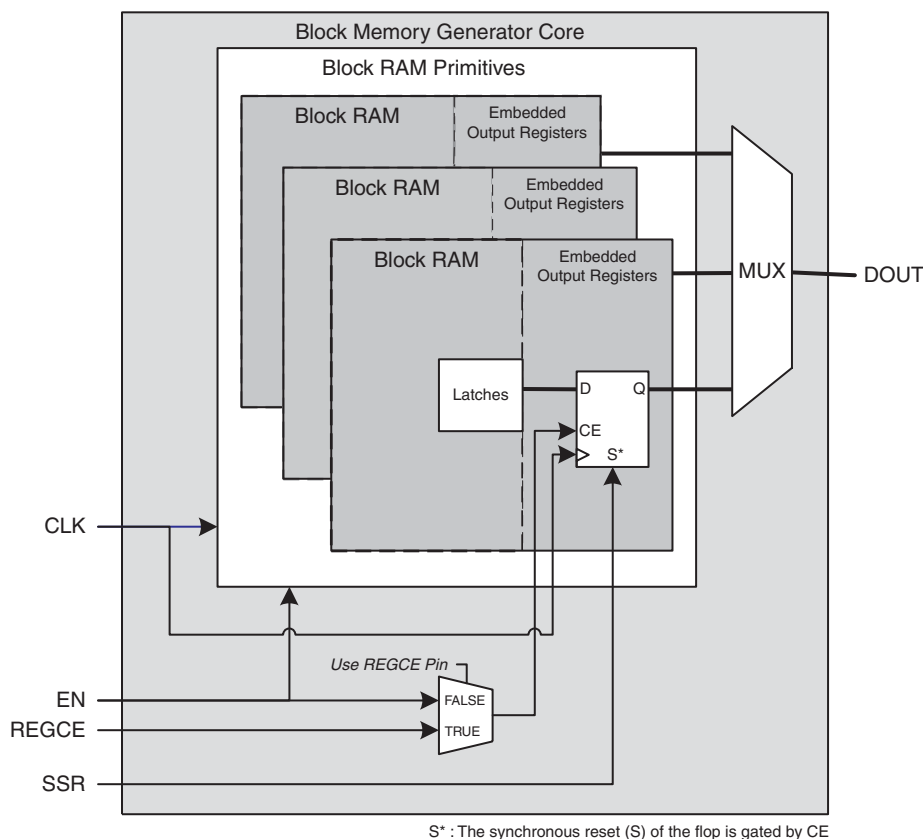 Block Memory Generator Core
Block RAM Primitives
Block RAM
Embedded
Output Registers
Block RAM
Embedded
Output Registers
Block RAM
Embedded
Output Registers
MUX
DOUT
Latches
D
Q
CE
S*
CLK
Use REGCE Pin
EN
FALSE
REGCE
TRUE
SSR
S* : The synchronous reset (S) of the flop is gated by CE